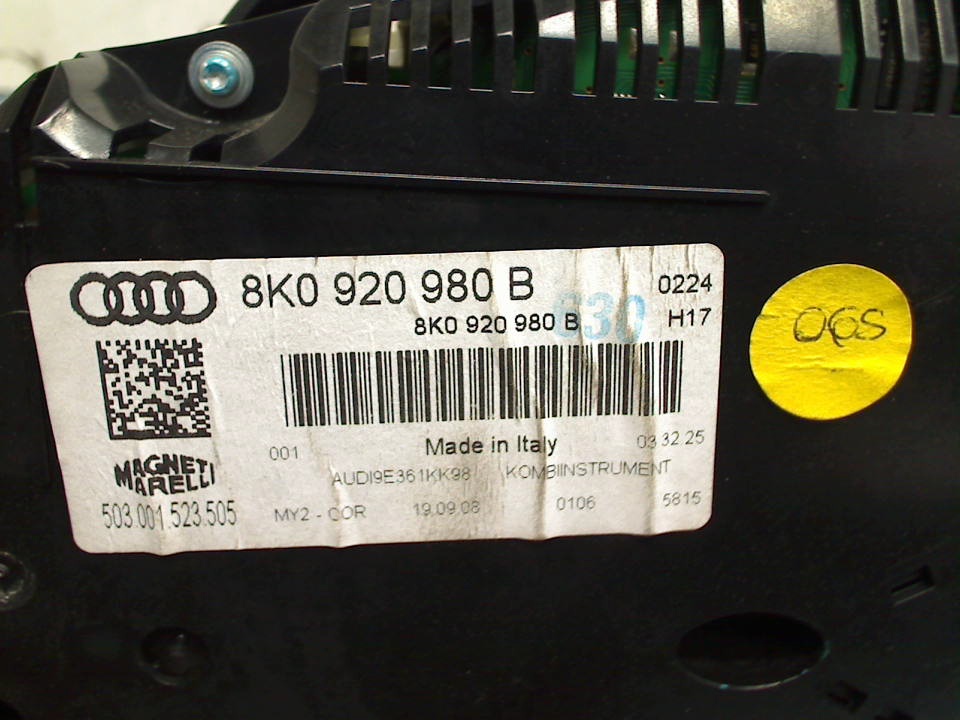 8K0 920 980 B 0224
8K0 920 980 B 630 H17
001 Made in Italy 03 32 25
MAGNETI
MARELLI
AUDI9E361KK98 KOMBIINSTRUMENT
503.001.523.505 MY2 - COR 19.09.08 0106 5815